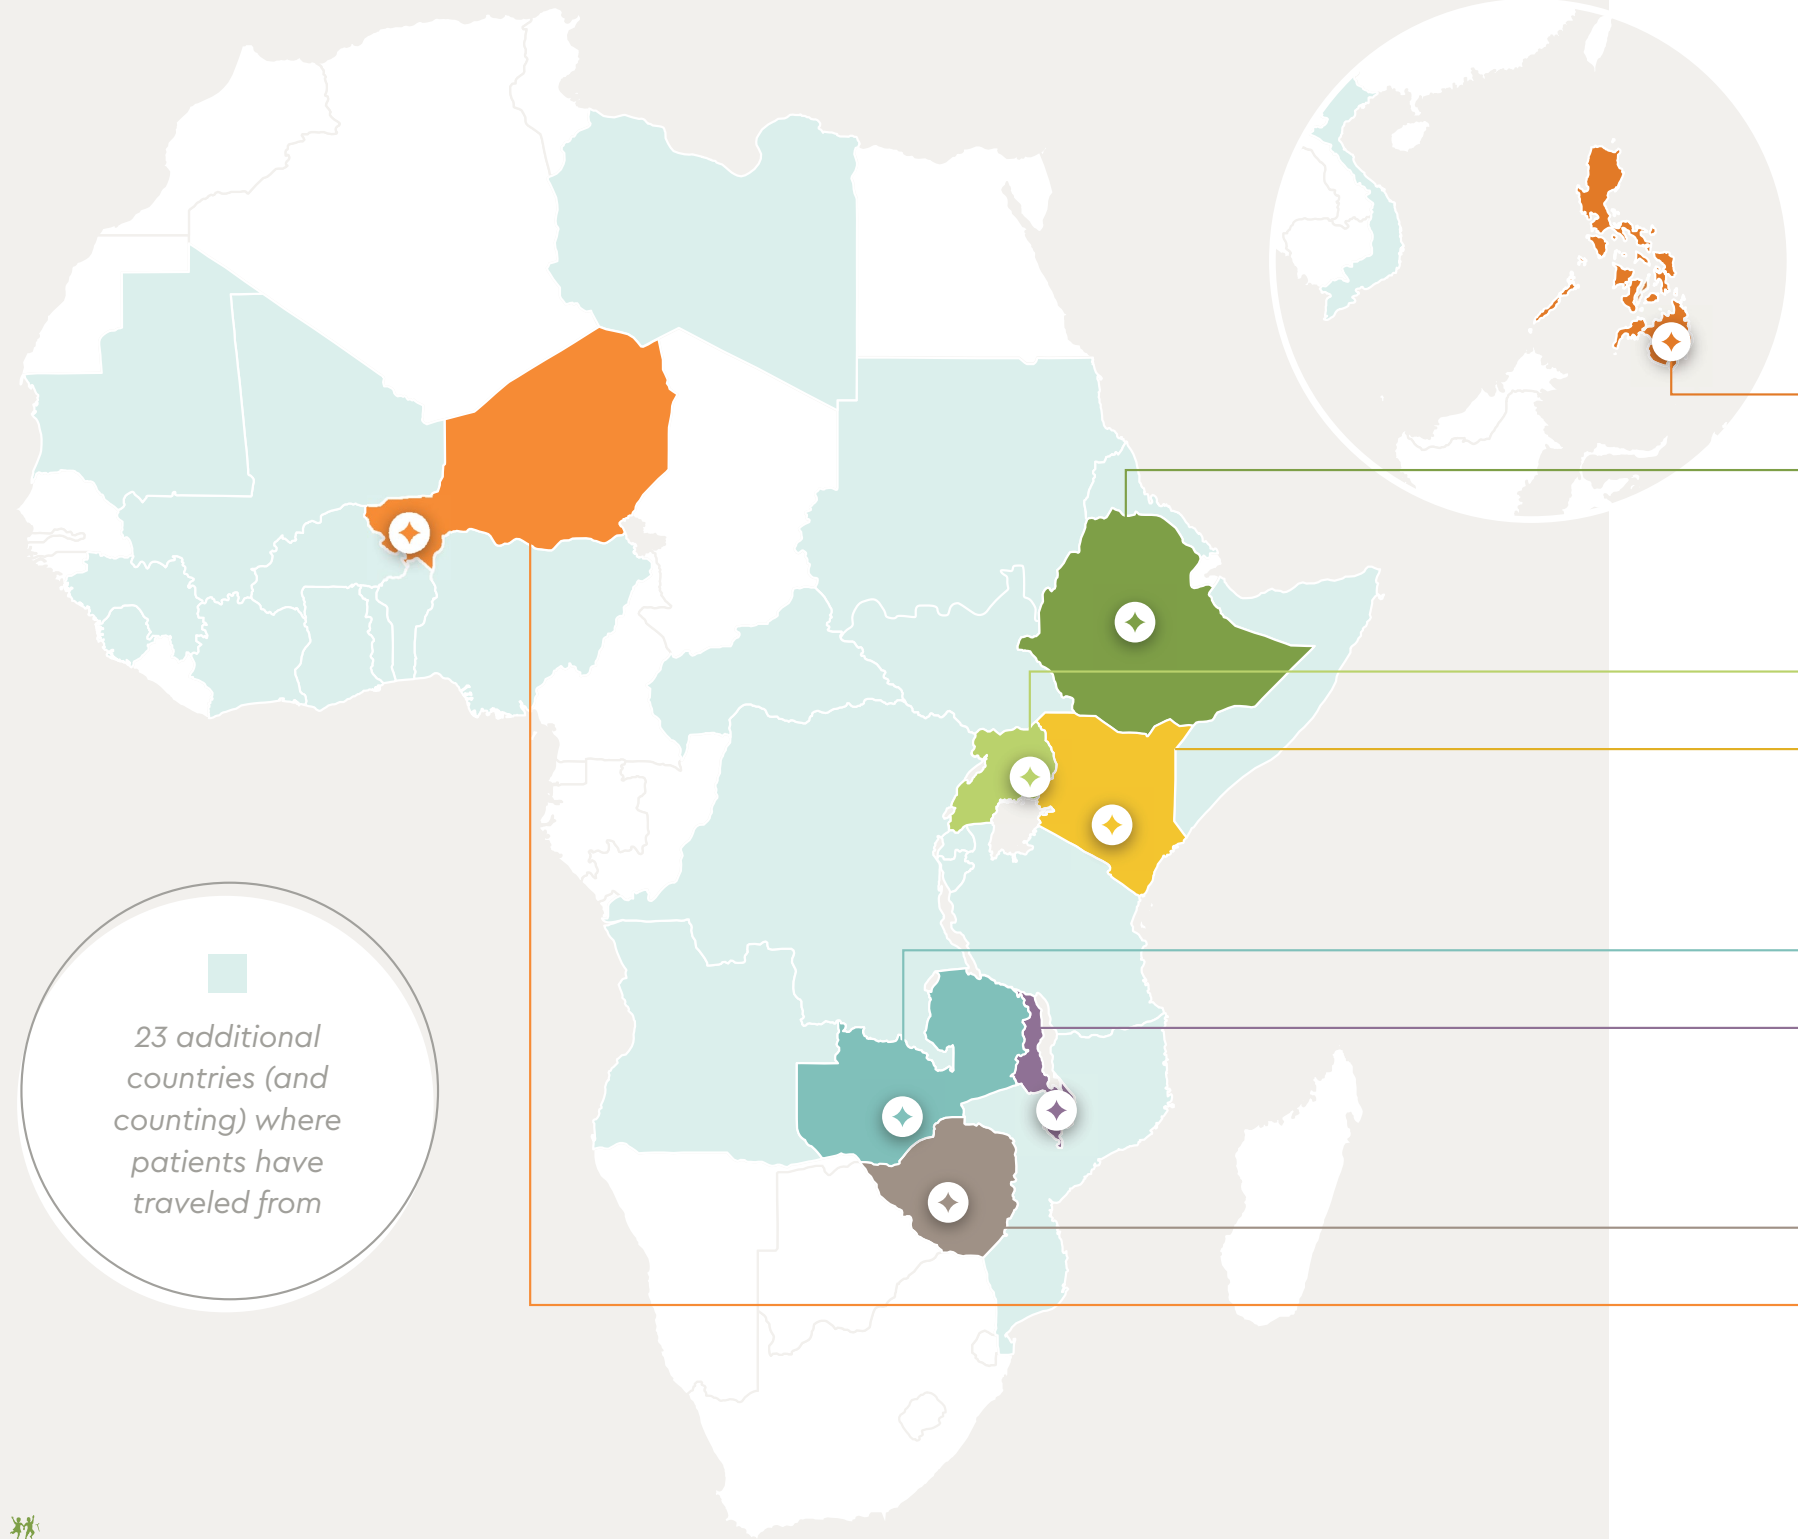 23 additional
countries (and
counting) where
patients have
traveled from